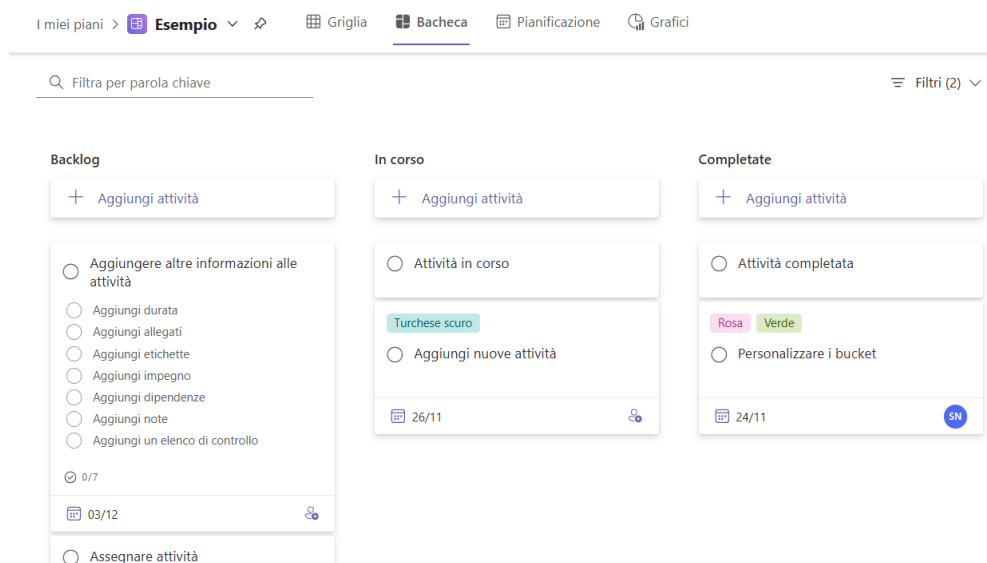 I miei piani > Esempio
Griglia
Bacheca
Pianificazione
Grafici
Filtra per parola chiave
Filtri (2)
Backlog
Aggiungi attività
Aggiungere altre informazioni alle
attività
Aggiungi durata
Aggiungi allegati
Aggiungi etichette
Aggiungi impegno
Aggiungi dipendenze
Aggiungi note
Aggiungi un elenco di controllo
0/7
03/12
Assegnare attività
In corso
Aggiungi attività
Attività in corso
Turchese scuro
Aggiungi nuove attività
26/11
Completate
Aggiungi attività
Attività completata
Rosa Verde
Personalizzare i bucket
24/11
SN